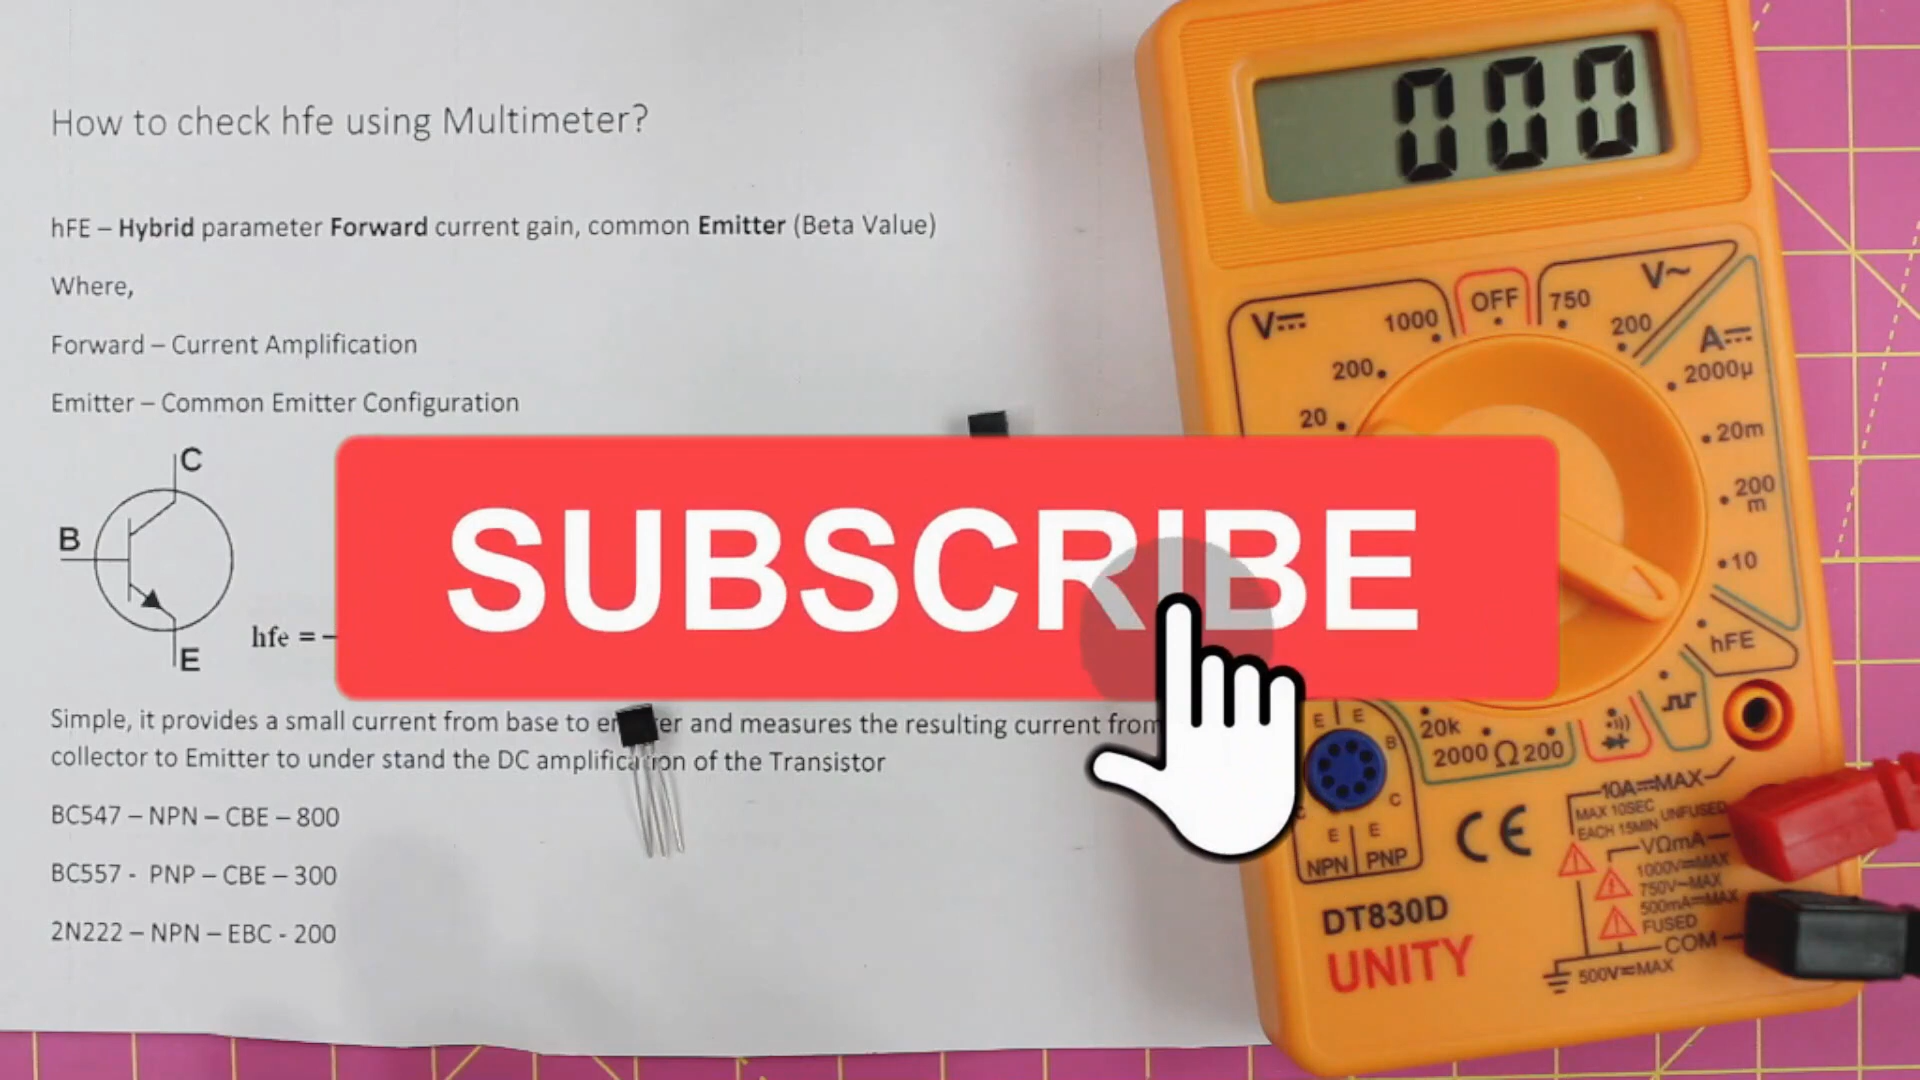 How to check hfe using Multimeter?
hFE – Hybrid parameter Forward current gain, common Emitter (Beta Value)
Where,
Forward – Current Amplification
Emitter – Common Emitter Configuration
C
B
E
hfe =
SUBSCRIBE
Simple, it provides a small current from base to and measures the resulting current from
collector to Emitter to under stand the DC amplification of the Transistor
BC547 – NPN – CBE – 800
BC557 - PNP – CBE – 300
2N222 – NPN – EBC - 200
000
OFF
V⎓
1000
200
20
750
200
V~
A⎓
2000µ
20m
200
m
10
hFE
20k
2000 Ω 200
E E
B
C C
E E
NPN PNP
10A⎓MAX
MAX 10SEC UNFUSED
EACH 15MIN
VΩmA
1000V⎓MAX
750V~MAX
500mA⎓MAX
FUSED
COM
500V⎓MAX
CE
DT830D
UNITY